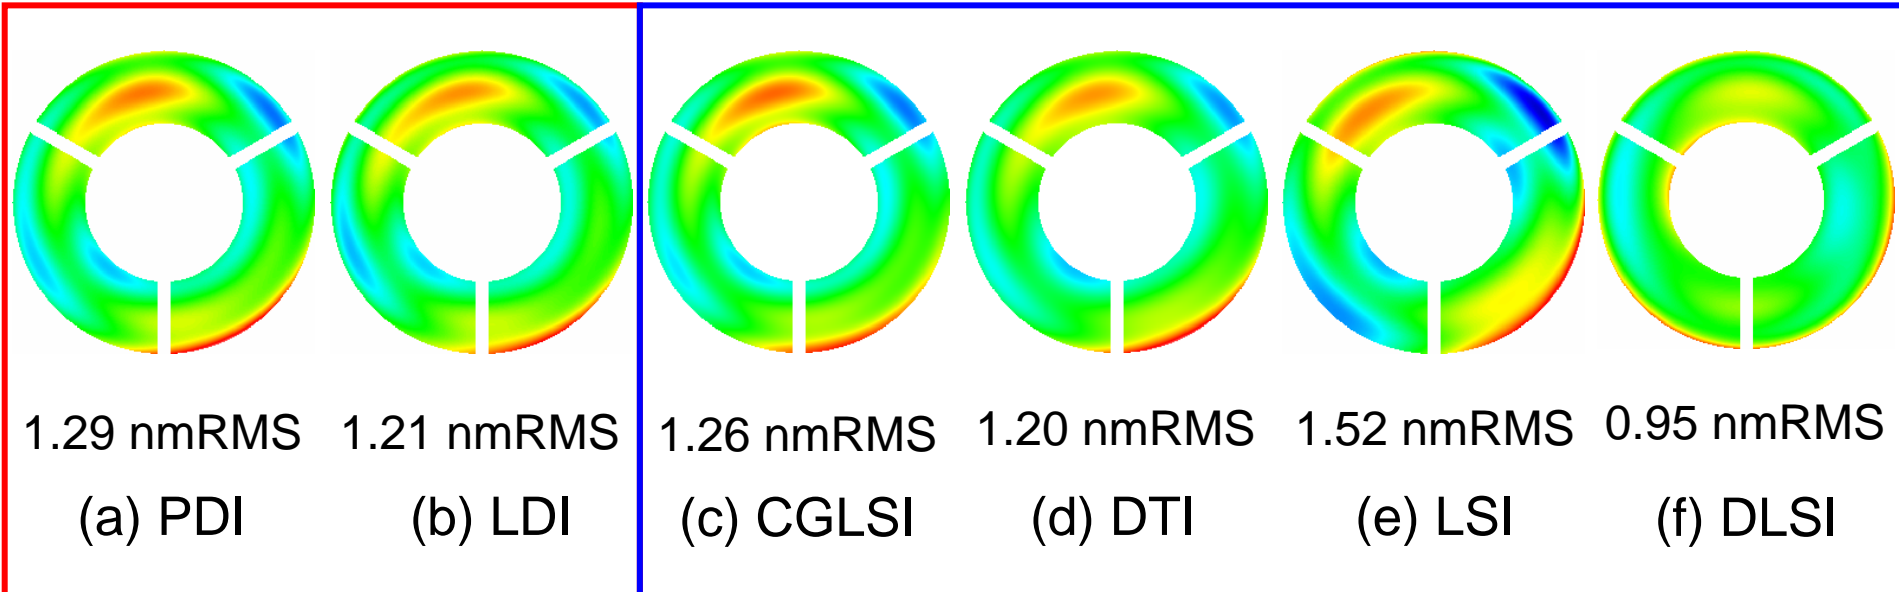 1.29 nmRMS
1.21 nmRMS
1.26 nmRMS
1.20 nmRMS
1.52 nmRMS
0.95 nmRMS
(a) PDI
(b) LDI
(c) CGLSI
(d) DTI
(e) LSI
(f) DLSI